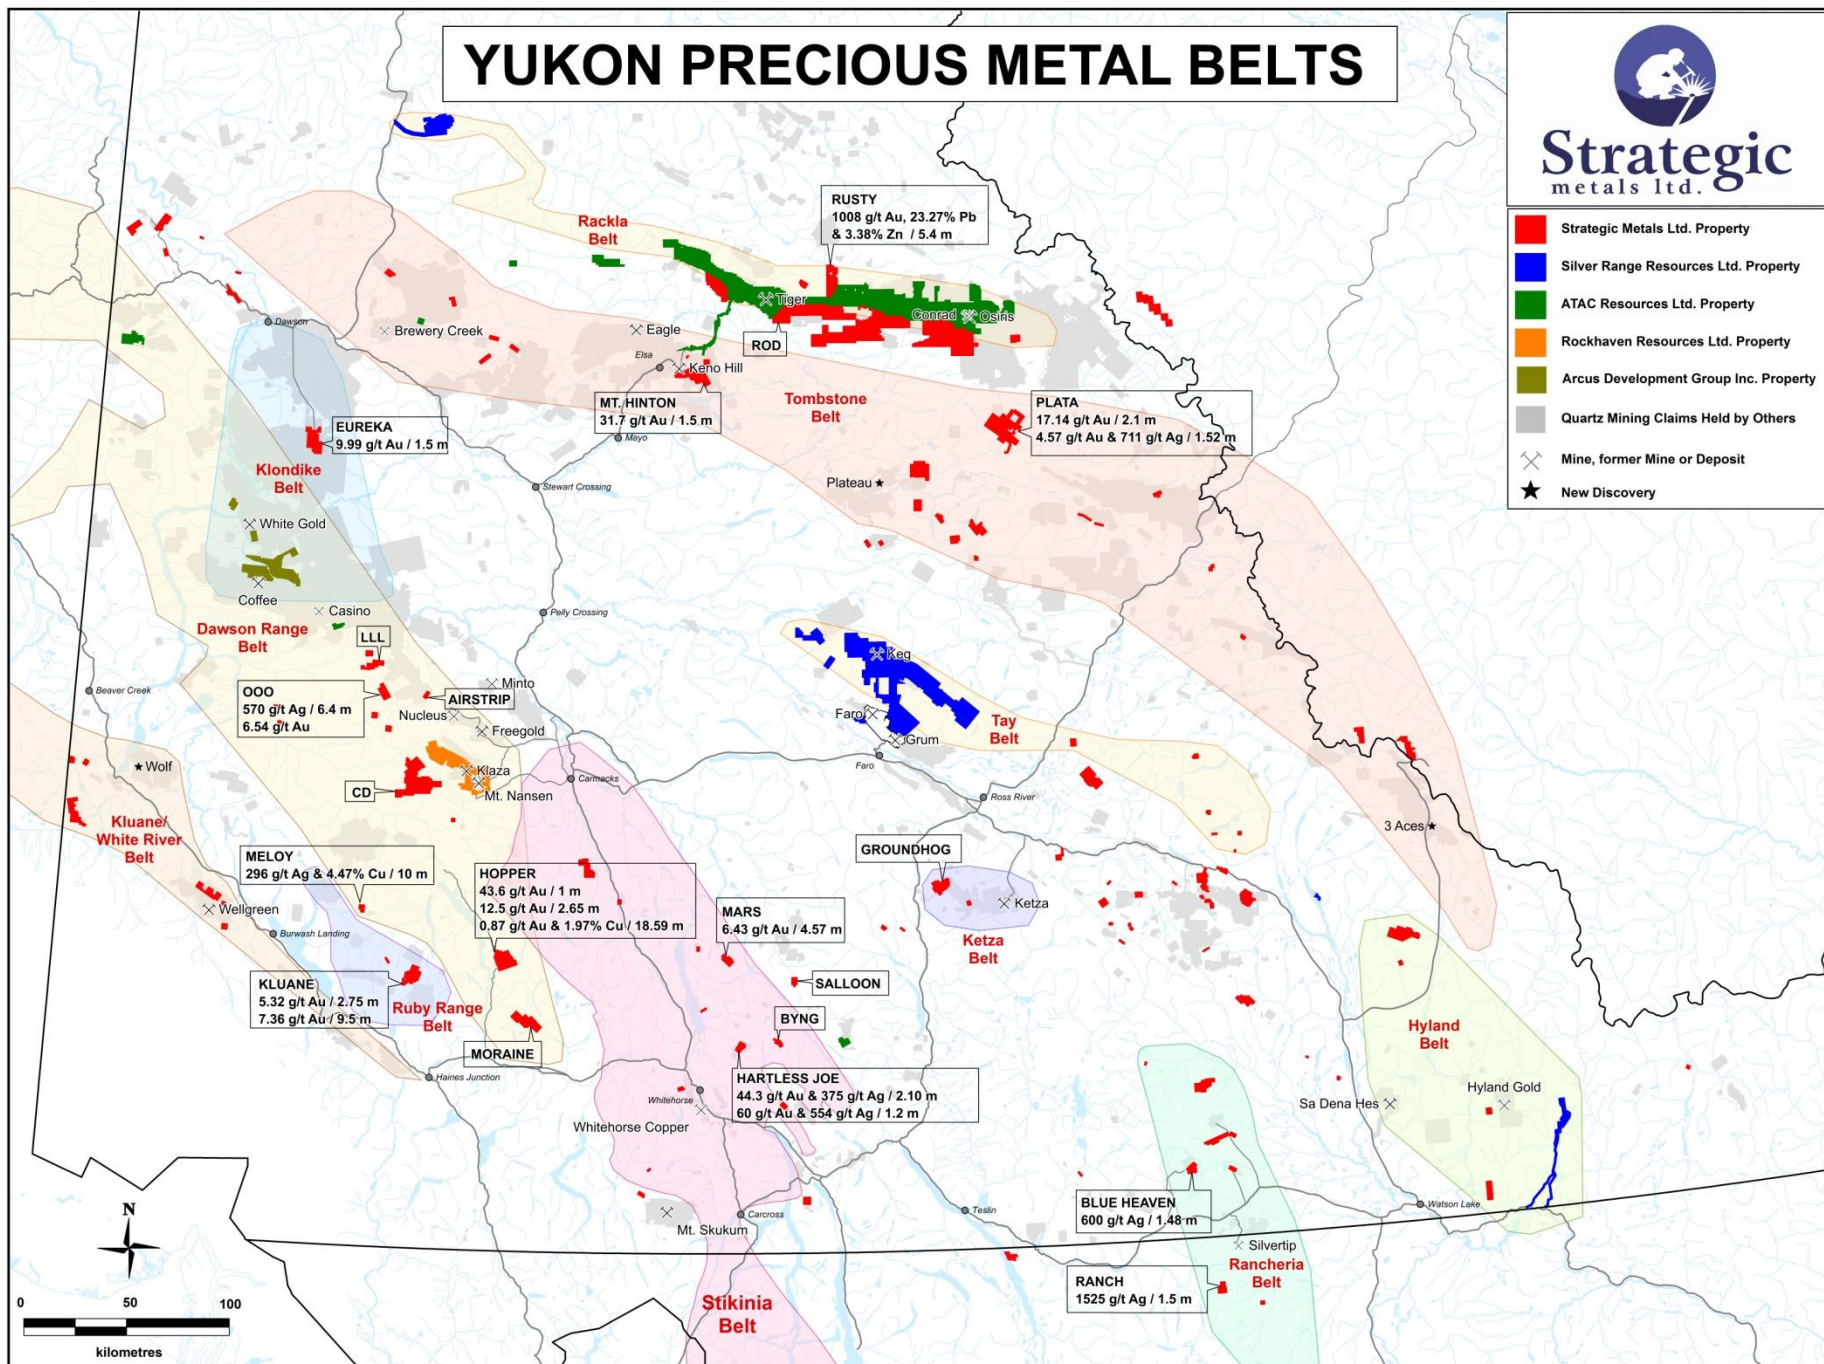 YUKON PRECIOUS METAL BELTS
Strategic
metals ltd.
Strategic Metals Ltd. Property
Silver Range Resources Ltd. Property
ATAC Resources Ltd. Property
Rockhaven Resources Ltd. Property
Arcus Development Group Inc. Property
Quartz Mining Claims Held by Others
Mine, former Mine or Deposit
New Discovery
RUSTY
1008 g/t Au, 23.27% Pb
& 3.38% Zn / 5.4 m
Rackla
Belt
Tiger
Conrad
Osiris
Dawson
Brewery Creek
Eagle
ROD
Elsa
Keno Hill
MT. HINTON
31.7 g/t Au / 1.5 m
Tombstone
Belt
PLATA
17.14 g/t Au / 2.1 m
4.57 g/t Au & 711 g/t Ag / 1.52 m
EUREKA
9.99 g/t Au / 1.5 m
Mayo
Klondike
Belt
Plateau
Stewart Crossing
White Gold
Coffee
Casino
Pelly Crossing
Dawson Range
Belt
LLL
Keg
Beaver Creek
OOO
570 g/t Ag / 6.4 m
6.54 g/t Au
Minto
AIRSTRIP
Nucleus
Freegold
Faro
Grum
Tay
Belt
Wolf
Klaza
Carmacks
Faro
CD
Mt. Nansen
Ross River
Kluane/
White River
Belt
3 Aces
MELOY
296 g/t Ag & 4.47% Cu / 10 m
GROUNDHOG
HOPPER
43.6 g/t Au / 1 m
12.5 g/t Au / 2.65 m
0.87 g/t Au & 1.97% Cu / 18.59 m
Wellgreen
Ketza
MARS
6.43 g/t Au / 4.57 m
Burwash Landing
Ketza
Belt
KLUANE
5.32 g/t Au / 2.75 m
7.36 g/t Au / 9.5 m
SALLOON
Ruby Range
Belt
BYNG
Hyland
Belt
MORAINE
Haines Junction
HARTLESS JOE
44.3 g/t Au & 375 g/t Ag / 2.10 m
60 g/t Au & 554 g/t Ag / 1.2 m
Hyland Gold
Whitehorse
Sa Dena Hes
Whitehorse Copper
BLUE HEAVEN
600 g/t Ag / 1.48 m
Watson Lake
Teslin
Carcross
Mt. Skukum
Silvertip
Rancheria
Belt
RANCH
1525 g/t Ag / 1.5 m
Stikinia
Belt
N
0 50 100
kilometres